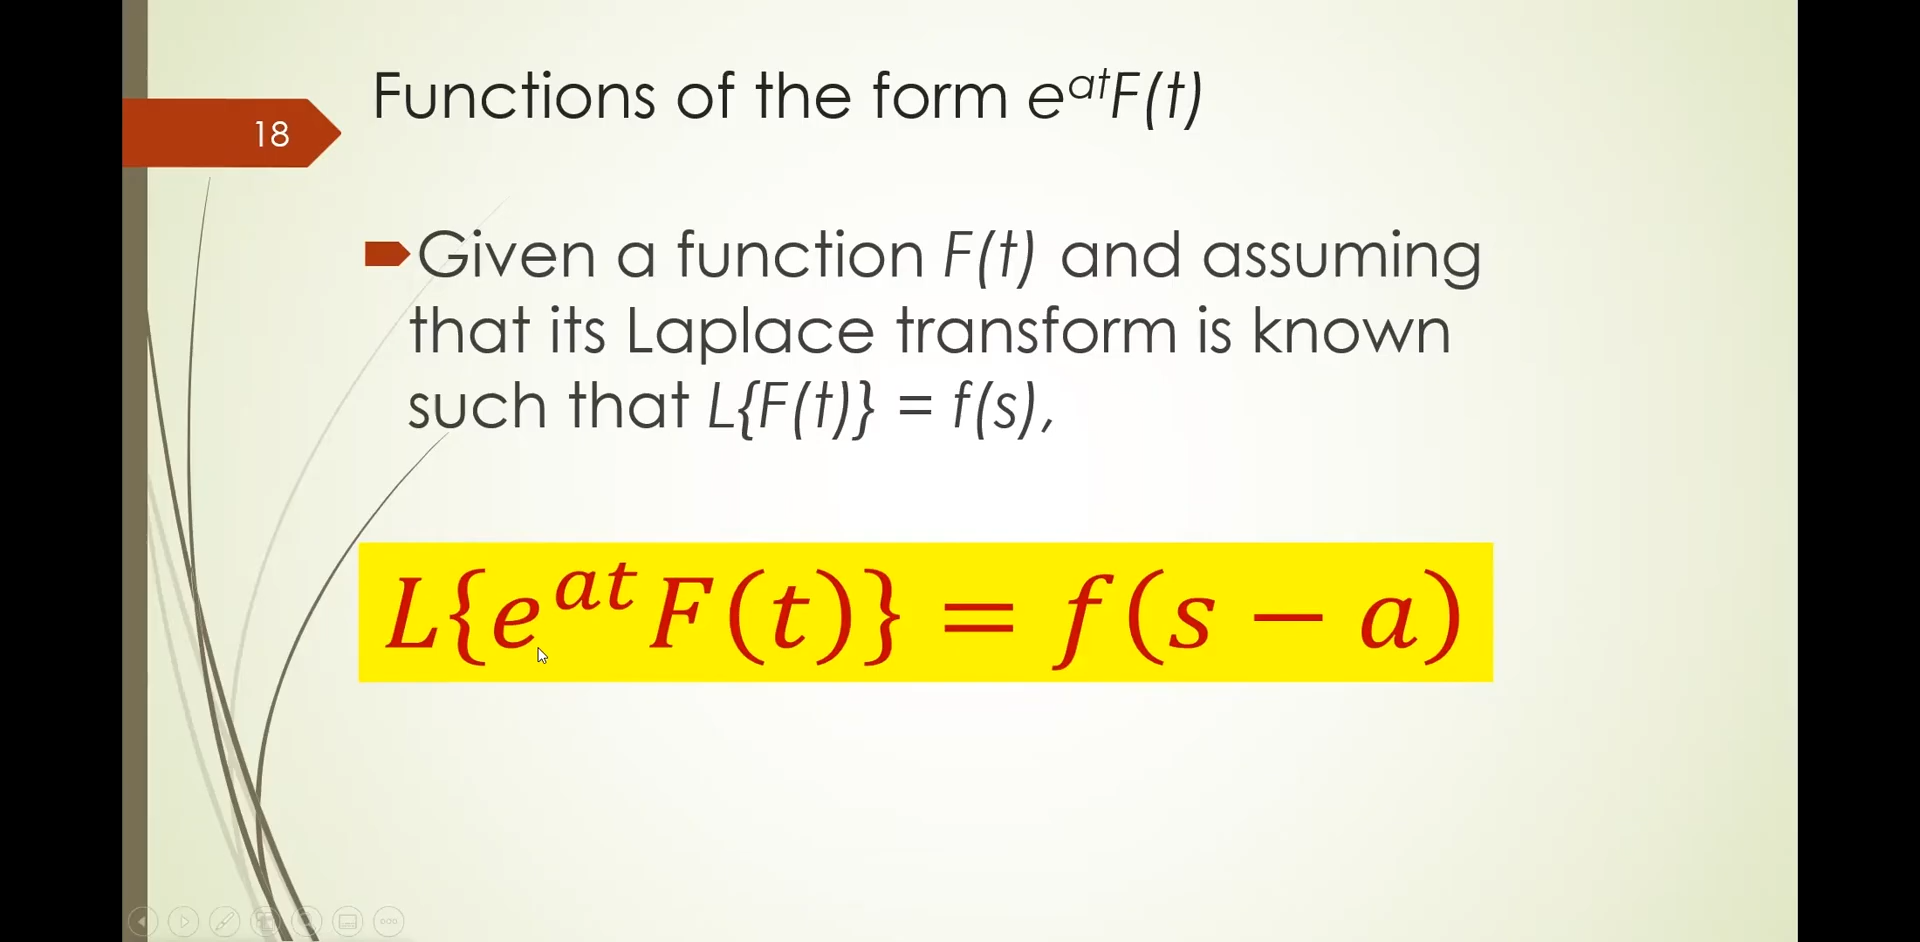 Functions of the form e^{at}F(t)
18
Given a function F(t) and assuming
that its Laplace transform is known
such that L{F(t)} = f(s),
L{e^{at}F(t)} = f(s − a)